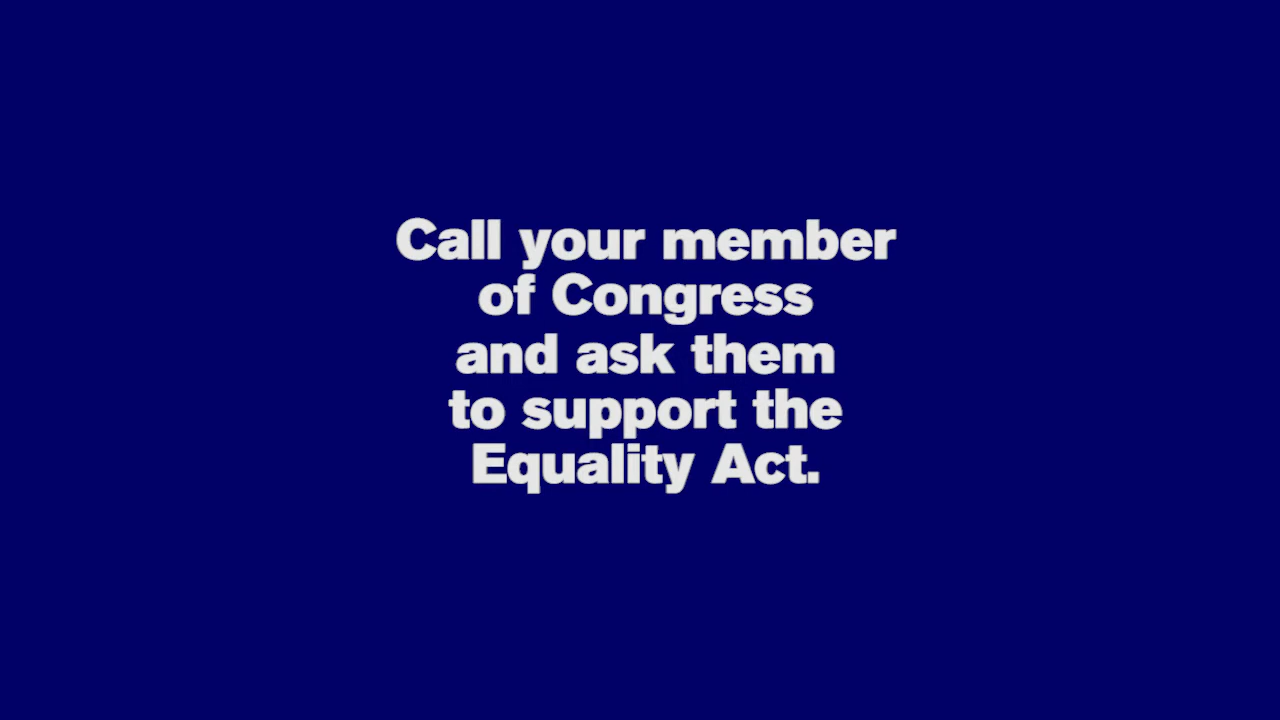 Call your member
of Congress
and ask them
to support the
Equality Act.